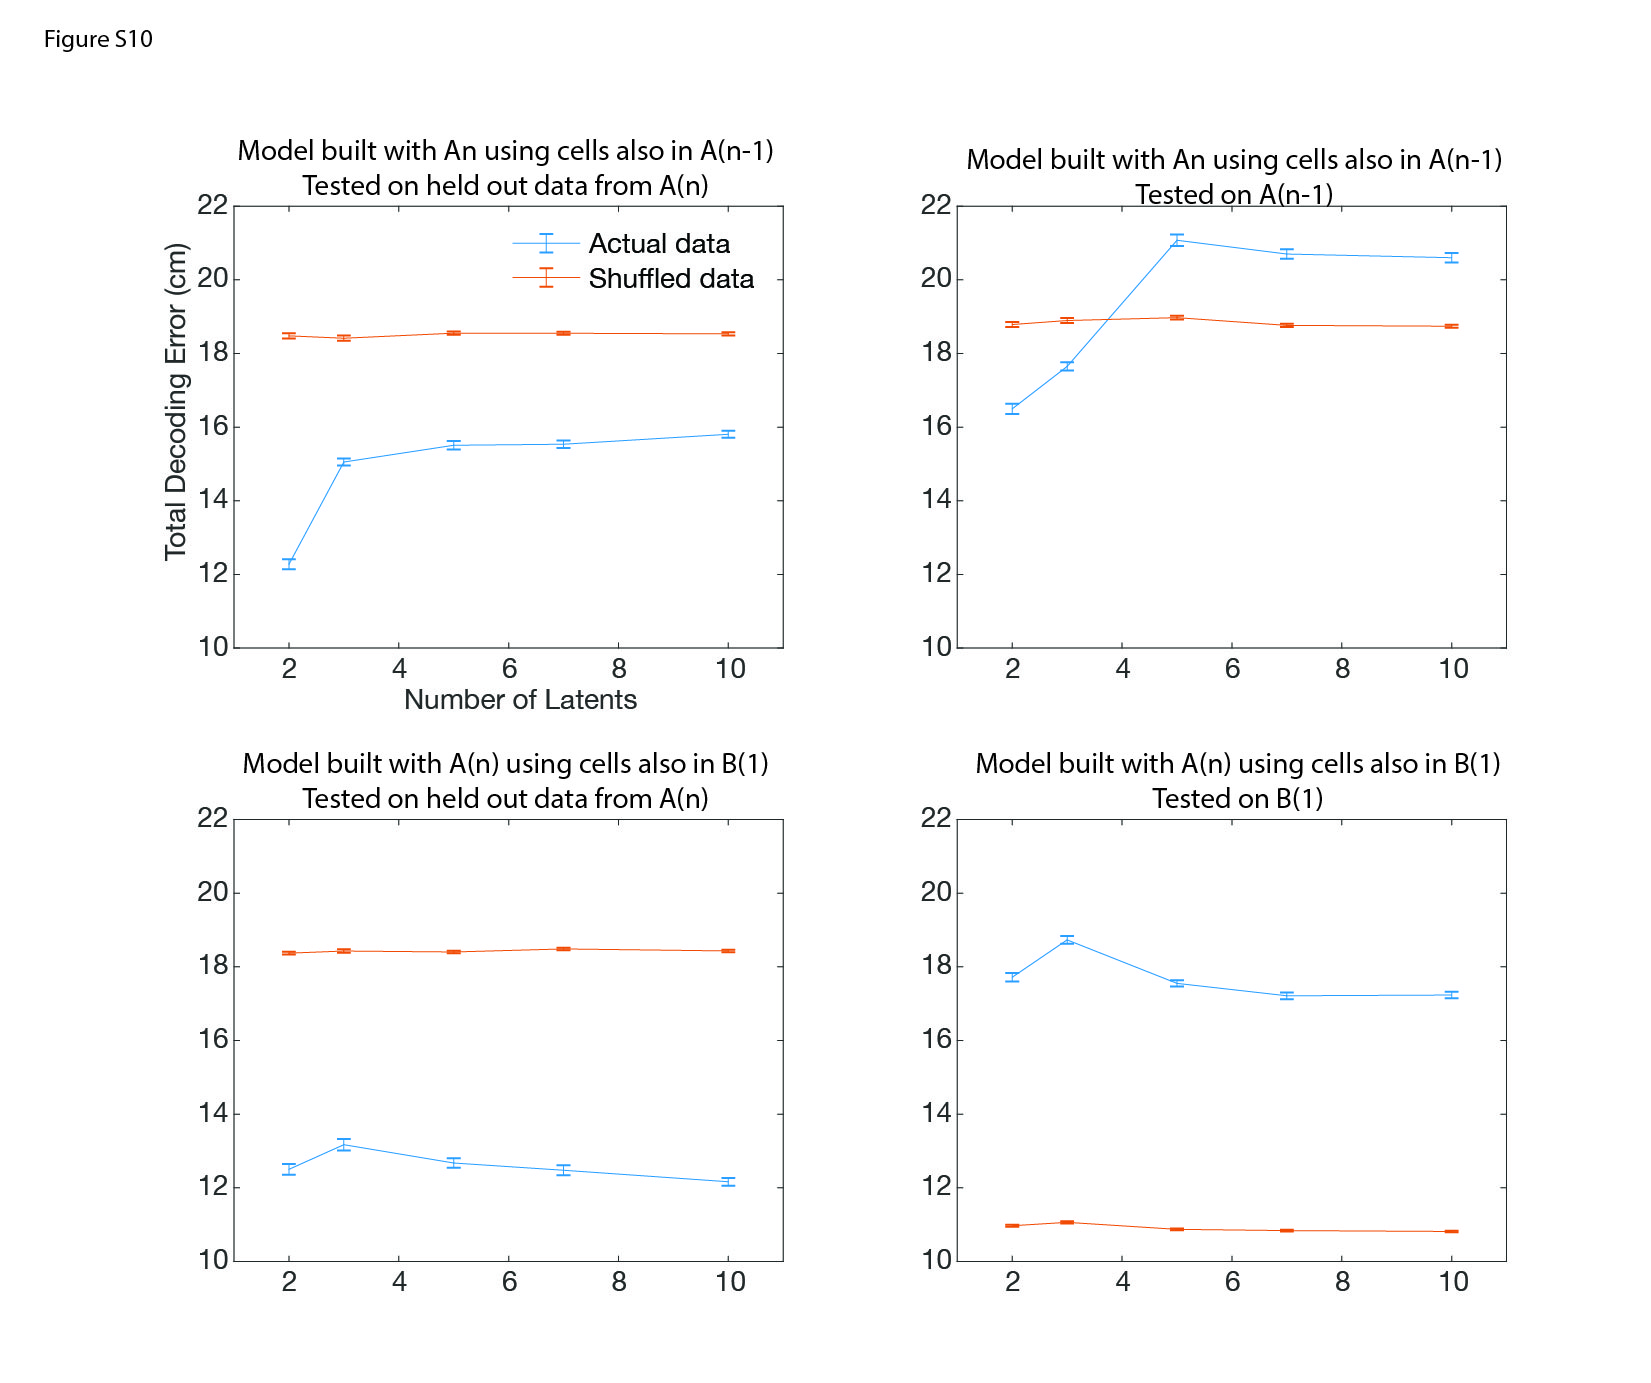 Figure S10
Model built with An using cells also in A(n-1)
Tested on held out data from A(n)
22
20
18
16
14
12
10
Total Decoding Error (cm)
Actual data
Shuffled data
2 4 6 8 10
Number of Latents
Model built with An using cells also in A(n-1)
Tested on A(n-1)
22
20
18
16
14
12
10
2 4 6 8 10
Model built with A(n) using cells also in B(1)
Tested on held out data from A(n)
22
20
18
16
14
12
10
2 4 6 8 10
Model built with A(n) using cells also in B(1)
Tested on B(1)
22
20
18
16
14
12
10
2 4 6 8 10